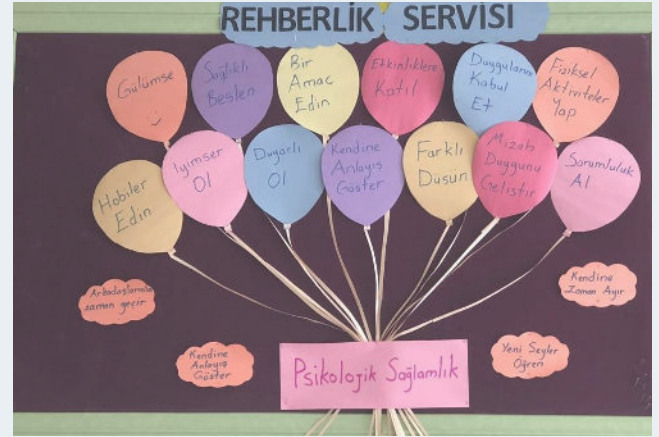 REHBERLİK SERVİSİ
Gülümse
Sağlıklı
Beslen
Bir
Amaç
Edin
Etkinliklere
Katıl
Duygularını
Kabul
Et
Fiziksel
Aktiviteler
Yap
Hobiler
Edin
İyimser
Ol
Duyarlı
Ol
Kendine
Anlayış
Göster
Farklı
Düşün
Mizah
Duygunu
Geliştir
Sorumluluk
Al
Arkadaşlarınla
zaman geçir
Kendine
Zaman Ayır
Kendine
Anlayış
Göster
Yeni Şeyler
Öğren
Psikolojik Sağlamlık